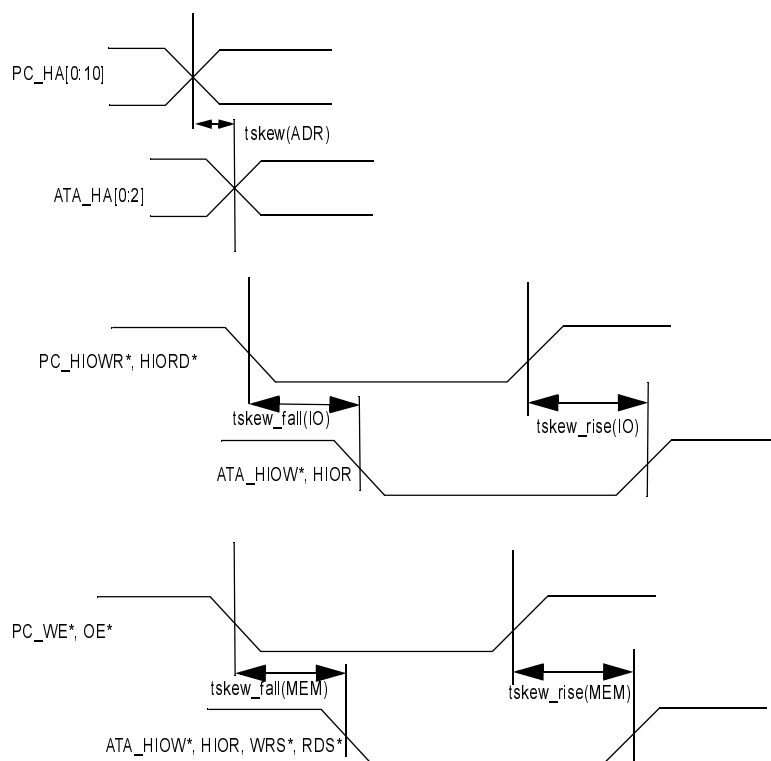 PC_HA[0:10]
tskew(ADR)
ATA_HA[0:2]
PC_HIOWR*, HIORD*
tskew_fall(IO)
tskew_rise(IO)
ATA_HIOW*, HIOR
PC_WE*, OE*
tskew_fall(MEM)
tskew_rise(MEM)
ATA_HIOW*, HIOR, WRS*, RDS*